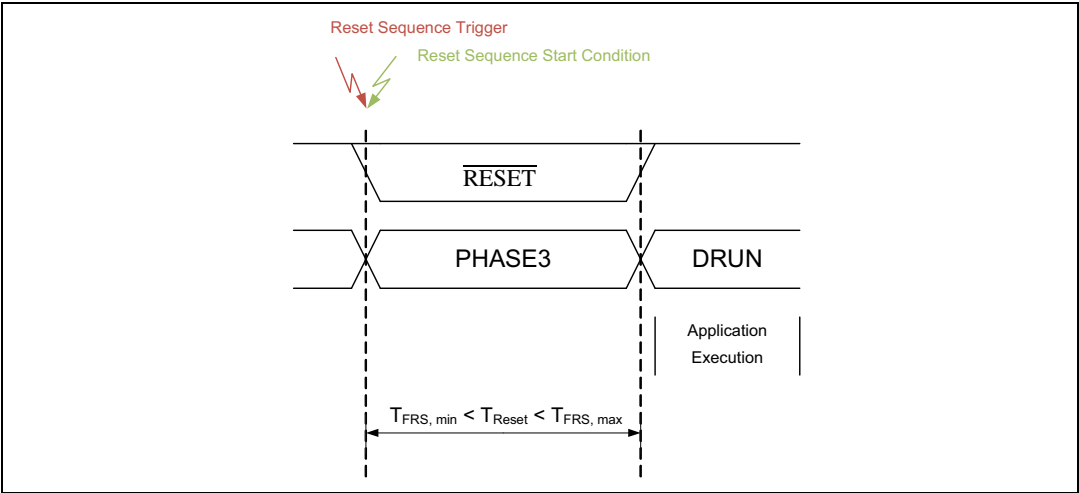 Reset Sequence Trigger
Reset Sequence Start Condition
RESET
PHASE3
DRUN
Application
Execution
TFRS, min < TReset < TFRS, max